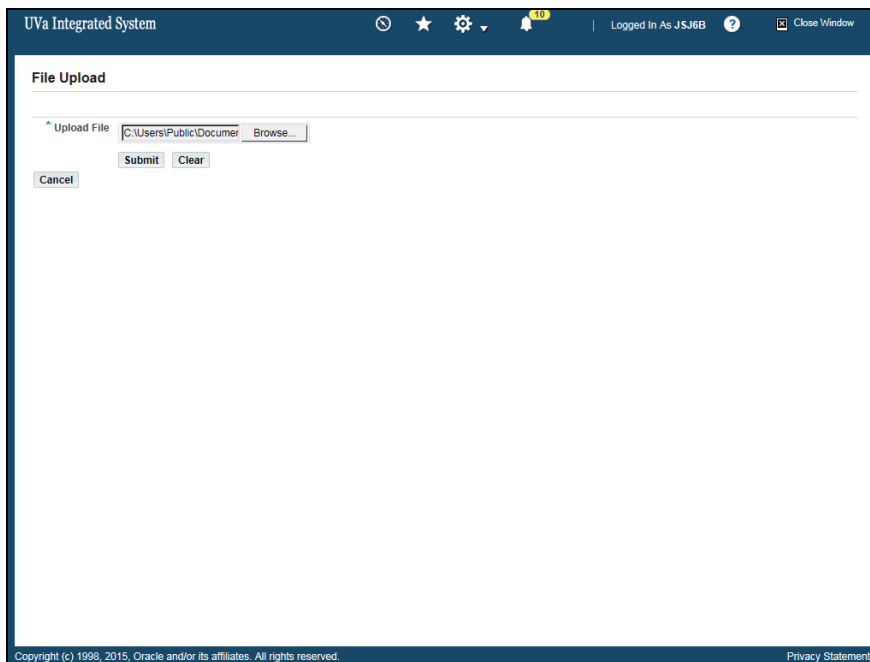 UVa Integrated System
10
| Logged In As JSJ6B
?
Close Window
File Upload
* Upload File
C:\Users\Public\Documer
Browse...
Submit
Clear
Cancel
Copyright (c) 1998, 2015, Oracle and/or its affiliates. All rights reserved.
Privacy Statement